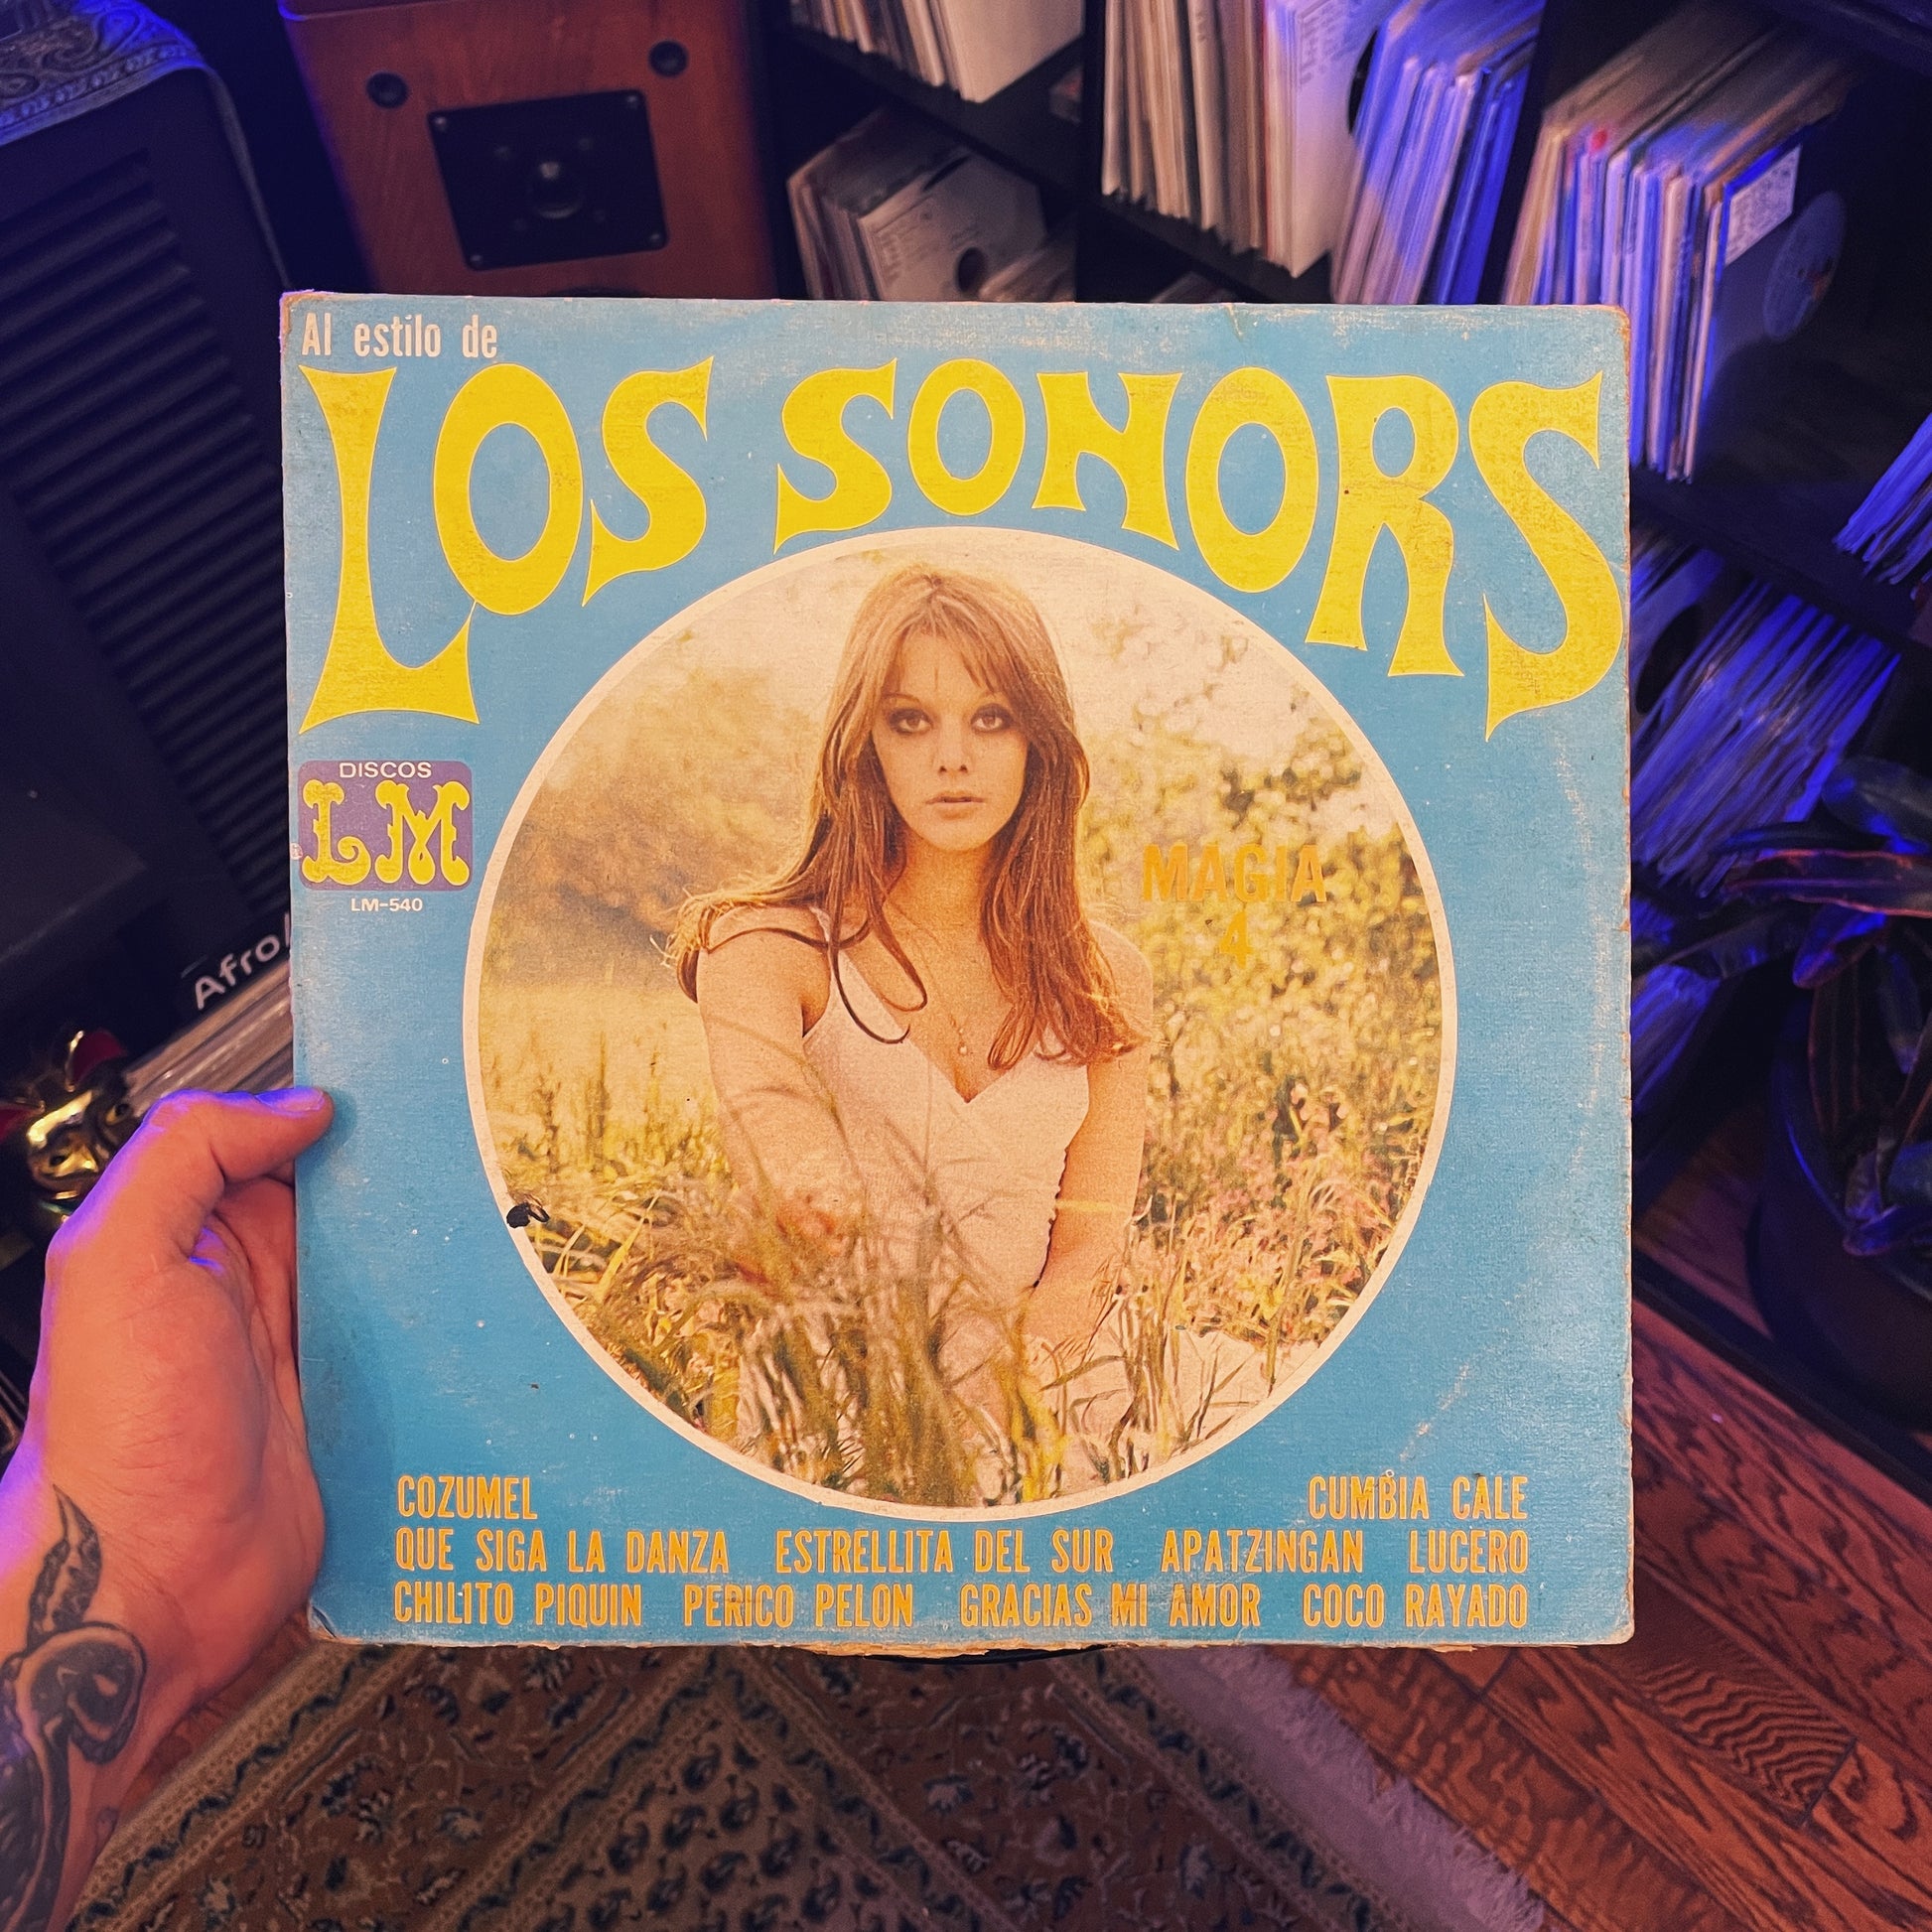 Al estilo de
LOS SONORS
DISCOS
LM
LM-540
MAGIA
4
COZUMEL CUMBIA CALE
QUE SIGA LA DANZA ESTRELLITA DEL SUR APATZINGAN LUCERO
CHILITO PIQUIN PERICO PELON GRACIAS MI AMOR COCO RAYADO